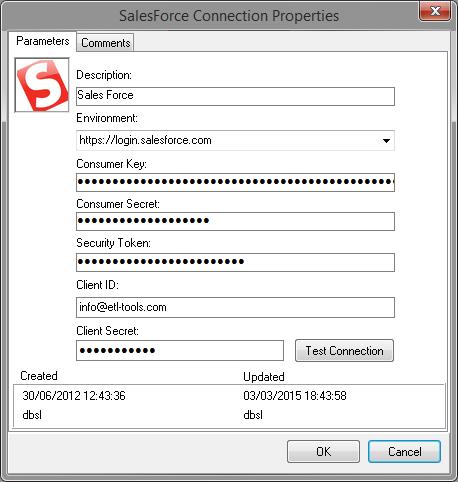 SalesForce Connection Properties
Parameters Comments
S
Description:
Sales Force
Environment:
https://login.salesforce.com
Consumer Key:
Consumer Secret:
Security Token:
Client ID:
info@etl-tools.com
Client Secret:
Test Connection
Created Updated
30/06/2012 12:43:36 03/03/2015 18:43:58
dbsl dbsl
OK Cancel